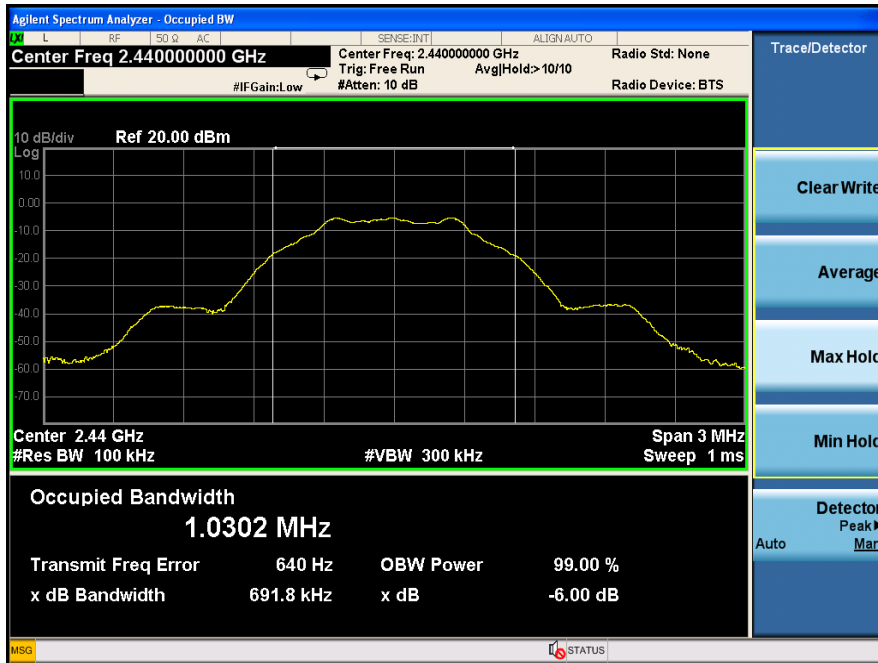 Agilent Spectrum Analyzer - Occupied BW
LXI L RF 50 Ω AC SENSE:INT ALIGN AUTO
Center Freq 2.440000000 GHz
Center Freq: 2.440000000 GHz
Radio Std: None
Trig: Free Run Avg|Hold:>10/10
#IFGain:Low
#Atten: 10 dB
Radio Device: BTS
Trace/Detector
10 dB/div Ref 20.00 dBm
Log
10.0
0.00
-10.0
-20.0
-30.0
-40.0
-50.0
-60.0
-70.0
Center 2.44 GHz Span 3 MHz
#Res BW 100 kHz #VBW 300 kHz Sweep 1 ms
Occupied Bandwidth
1.0302 MHz
Transmit Freq Error 640 Hz OBW Power 99.00 %
x dB Bandwidth 691.8 kHz x dB -6.00 dB
Clear Write
Average
Max Hold
Min Hold
Detector
Peak
Auto Man
MSG STATUS